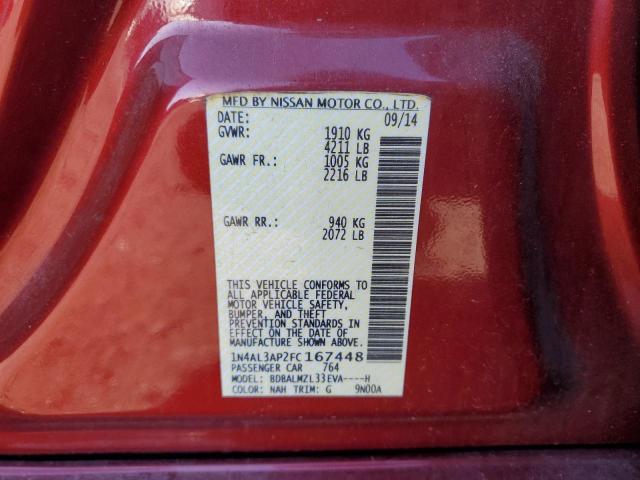 MFD BY NISSAN MOTOR CO., LTD.
DATE: 09/14
GVWR: 1910 KG
4211 LB
GAWR FR.: 1005 KG
2216 LB
GAWR RR.: 940 KG
2072 LB
THIS VEHICLE CONFORMS TO
ALL APPLICABLE FEDERAL
MOTOR VEHICLE SAFETY,
BUMPER, AND THEFT
PREVENTION STANDARDS IN
EFFECT ON THE DATE OF
MANUFACTURE SHOWN ABOVE.
1N4AL3AP2FC167448
PASSENGER CAR 764
MODEL: BDBALMZL33EVA----H
COLOR: NAH TRIM: G 9N00A